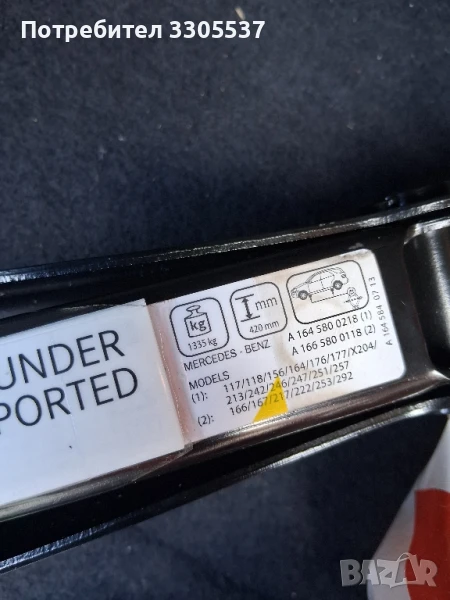 Потребител 3305537
UNDER
PORTED
kg
1335 kg
mm
420 mm
A 164 580 0218 (1)
A 166 580 0118 (2)
A 164 584 07 13
MERCEDES - BENZ
MODELS
(1): 117/118/156/164/176/177/X204/
213/242/246/247/251/257
(2): 166/167/217/222/253/292
BAZAR